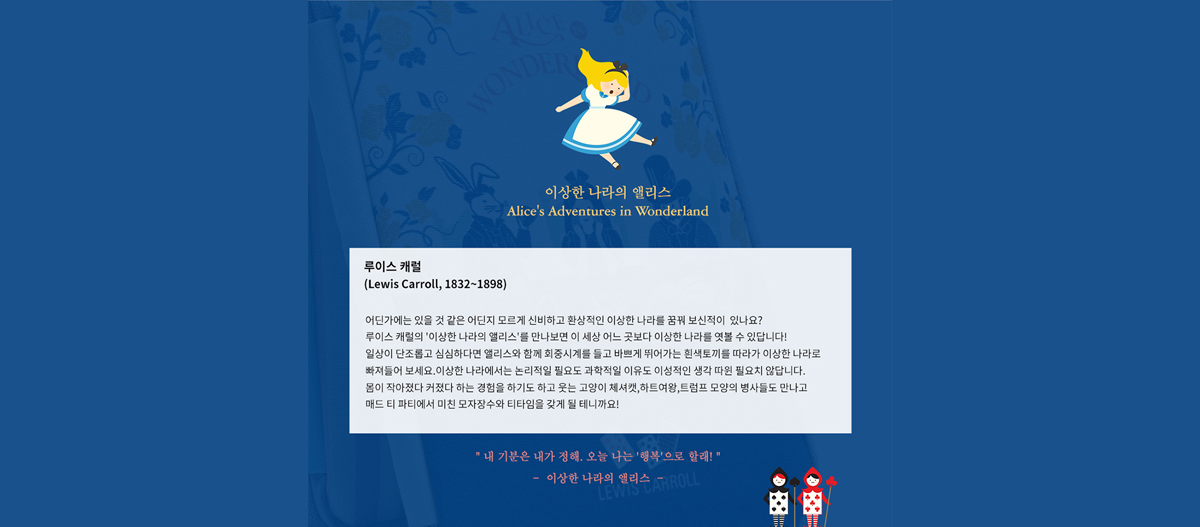 Alice
WONDERLAND
이상한 나라의 앨리스
Alice's Adventures in Wonderland
루이스 캐럴
(Lewis Carroll, 1832~1898)
어딘가에는 있을 것 같은 어딘지 모르게 신비하고 환상적인 이상한 나라를 꿈꿔 보신적이 있나요?
루이스 캐럴의 '이상한 나라의 앨리스'를 만나보면 이 세상 어느 곳보다 이상한 나라를 엿볼 수 있답니다!
일상이 단조롭고 심심하다면 앨리스와 함께 회중시계를 들고 바쁘게 뛰어가는 흰색토끼를 따라가 이상한 나라로
빠져들어 보세요.이상한 나라에서는 논리적일 필요도 과학적일 이유도 이성적인 생각 따윈 필요치 않답니다.
몸이 작아졌다 커졌다 하는 경험을 하기도 하고 웃는 고양이 체셔캣,하트여왕,트럼프 모양의 병사들도 만나고
매드 티 파티에서 미친 모자장수와 티타임을 갖게 될 테니까요!
" 내 기분은 내가 정해. 오늘 나는 '행복'으로 할래! "
- 이상한 나라의 앨리스 -
LEWIS CARROLL